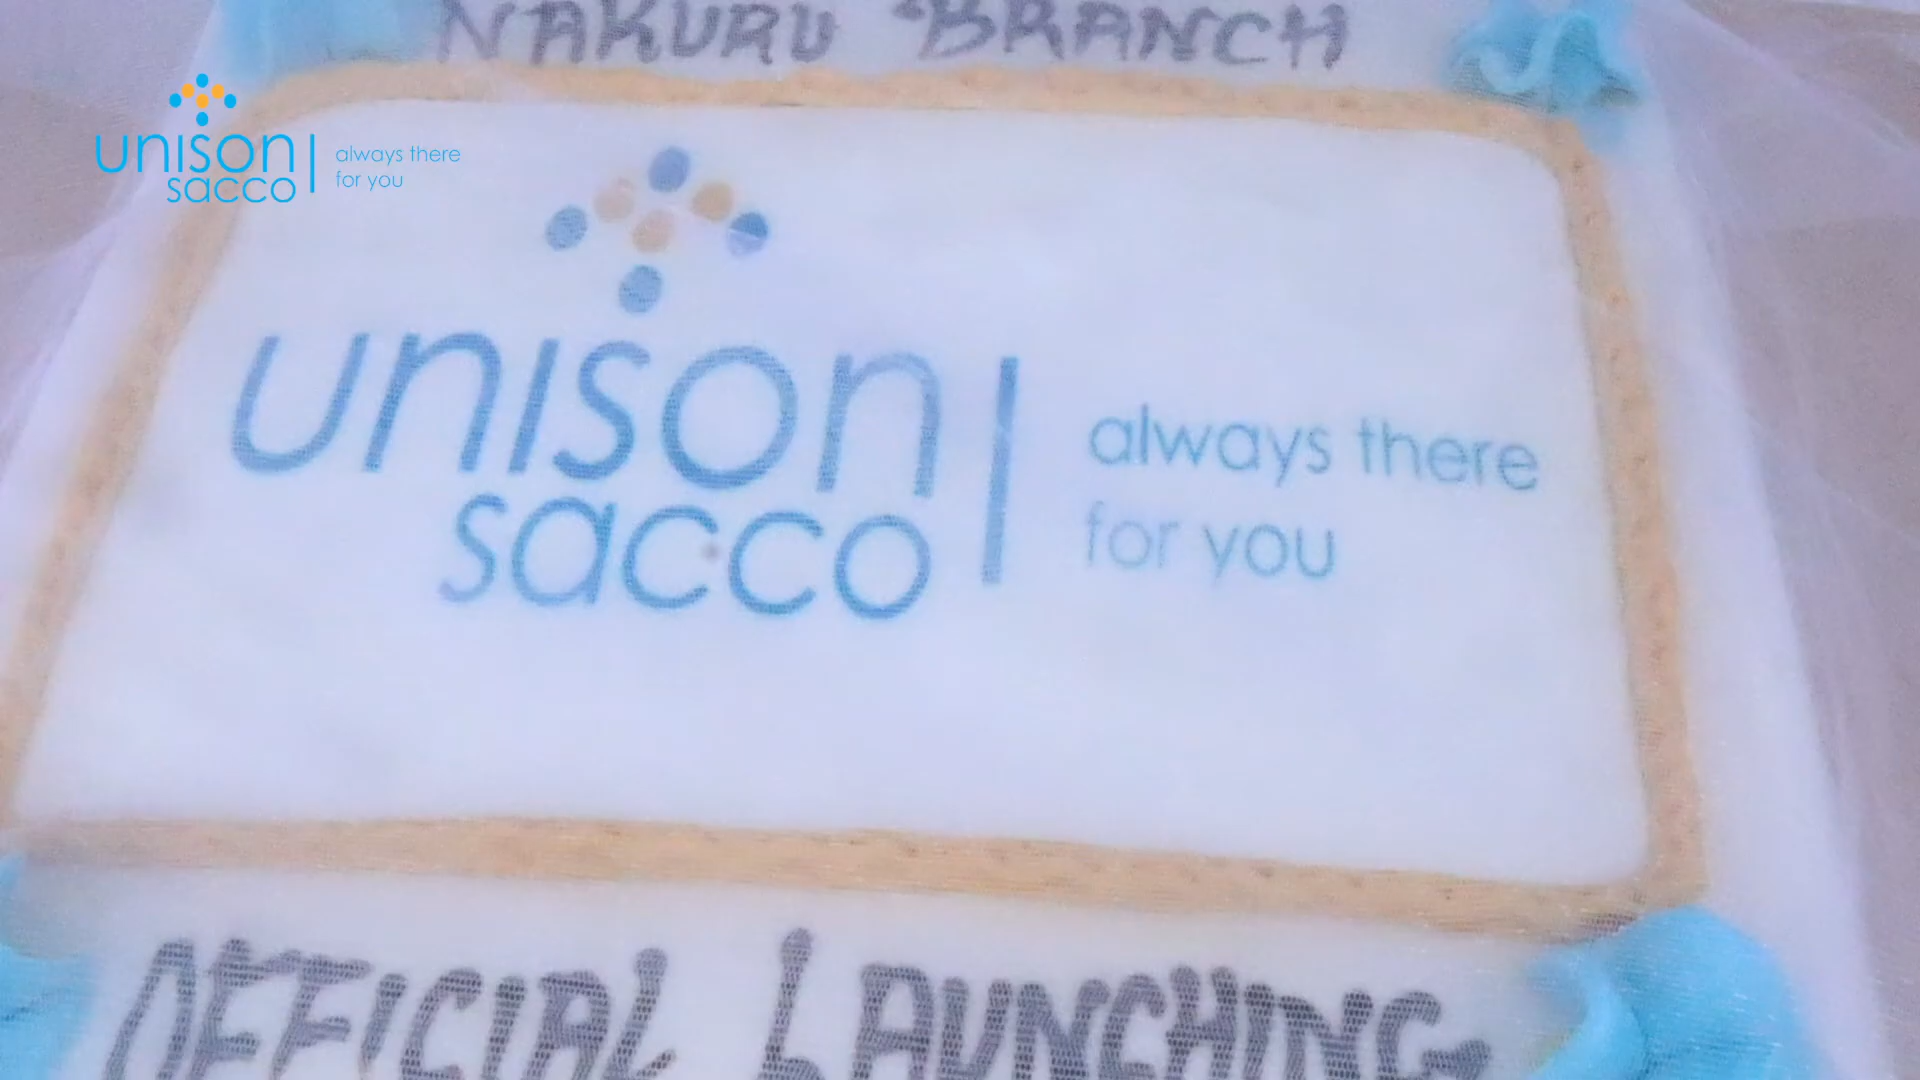 NAKURU BRANCH
unison
sacco
always there
for you
unison
sacco
always there
for you
OFFICIAL LAUNCHING